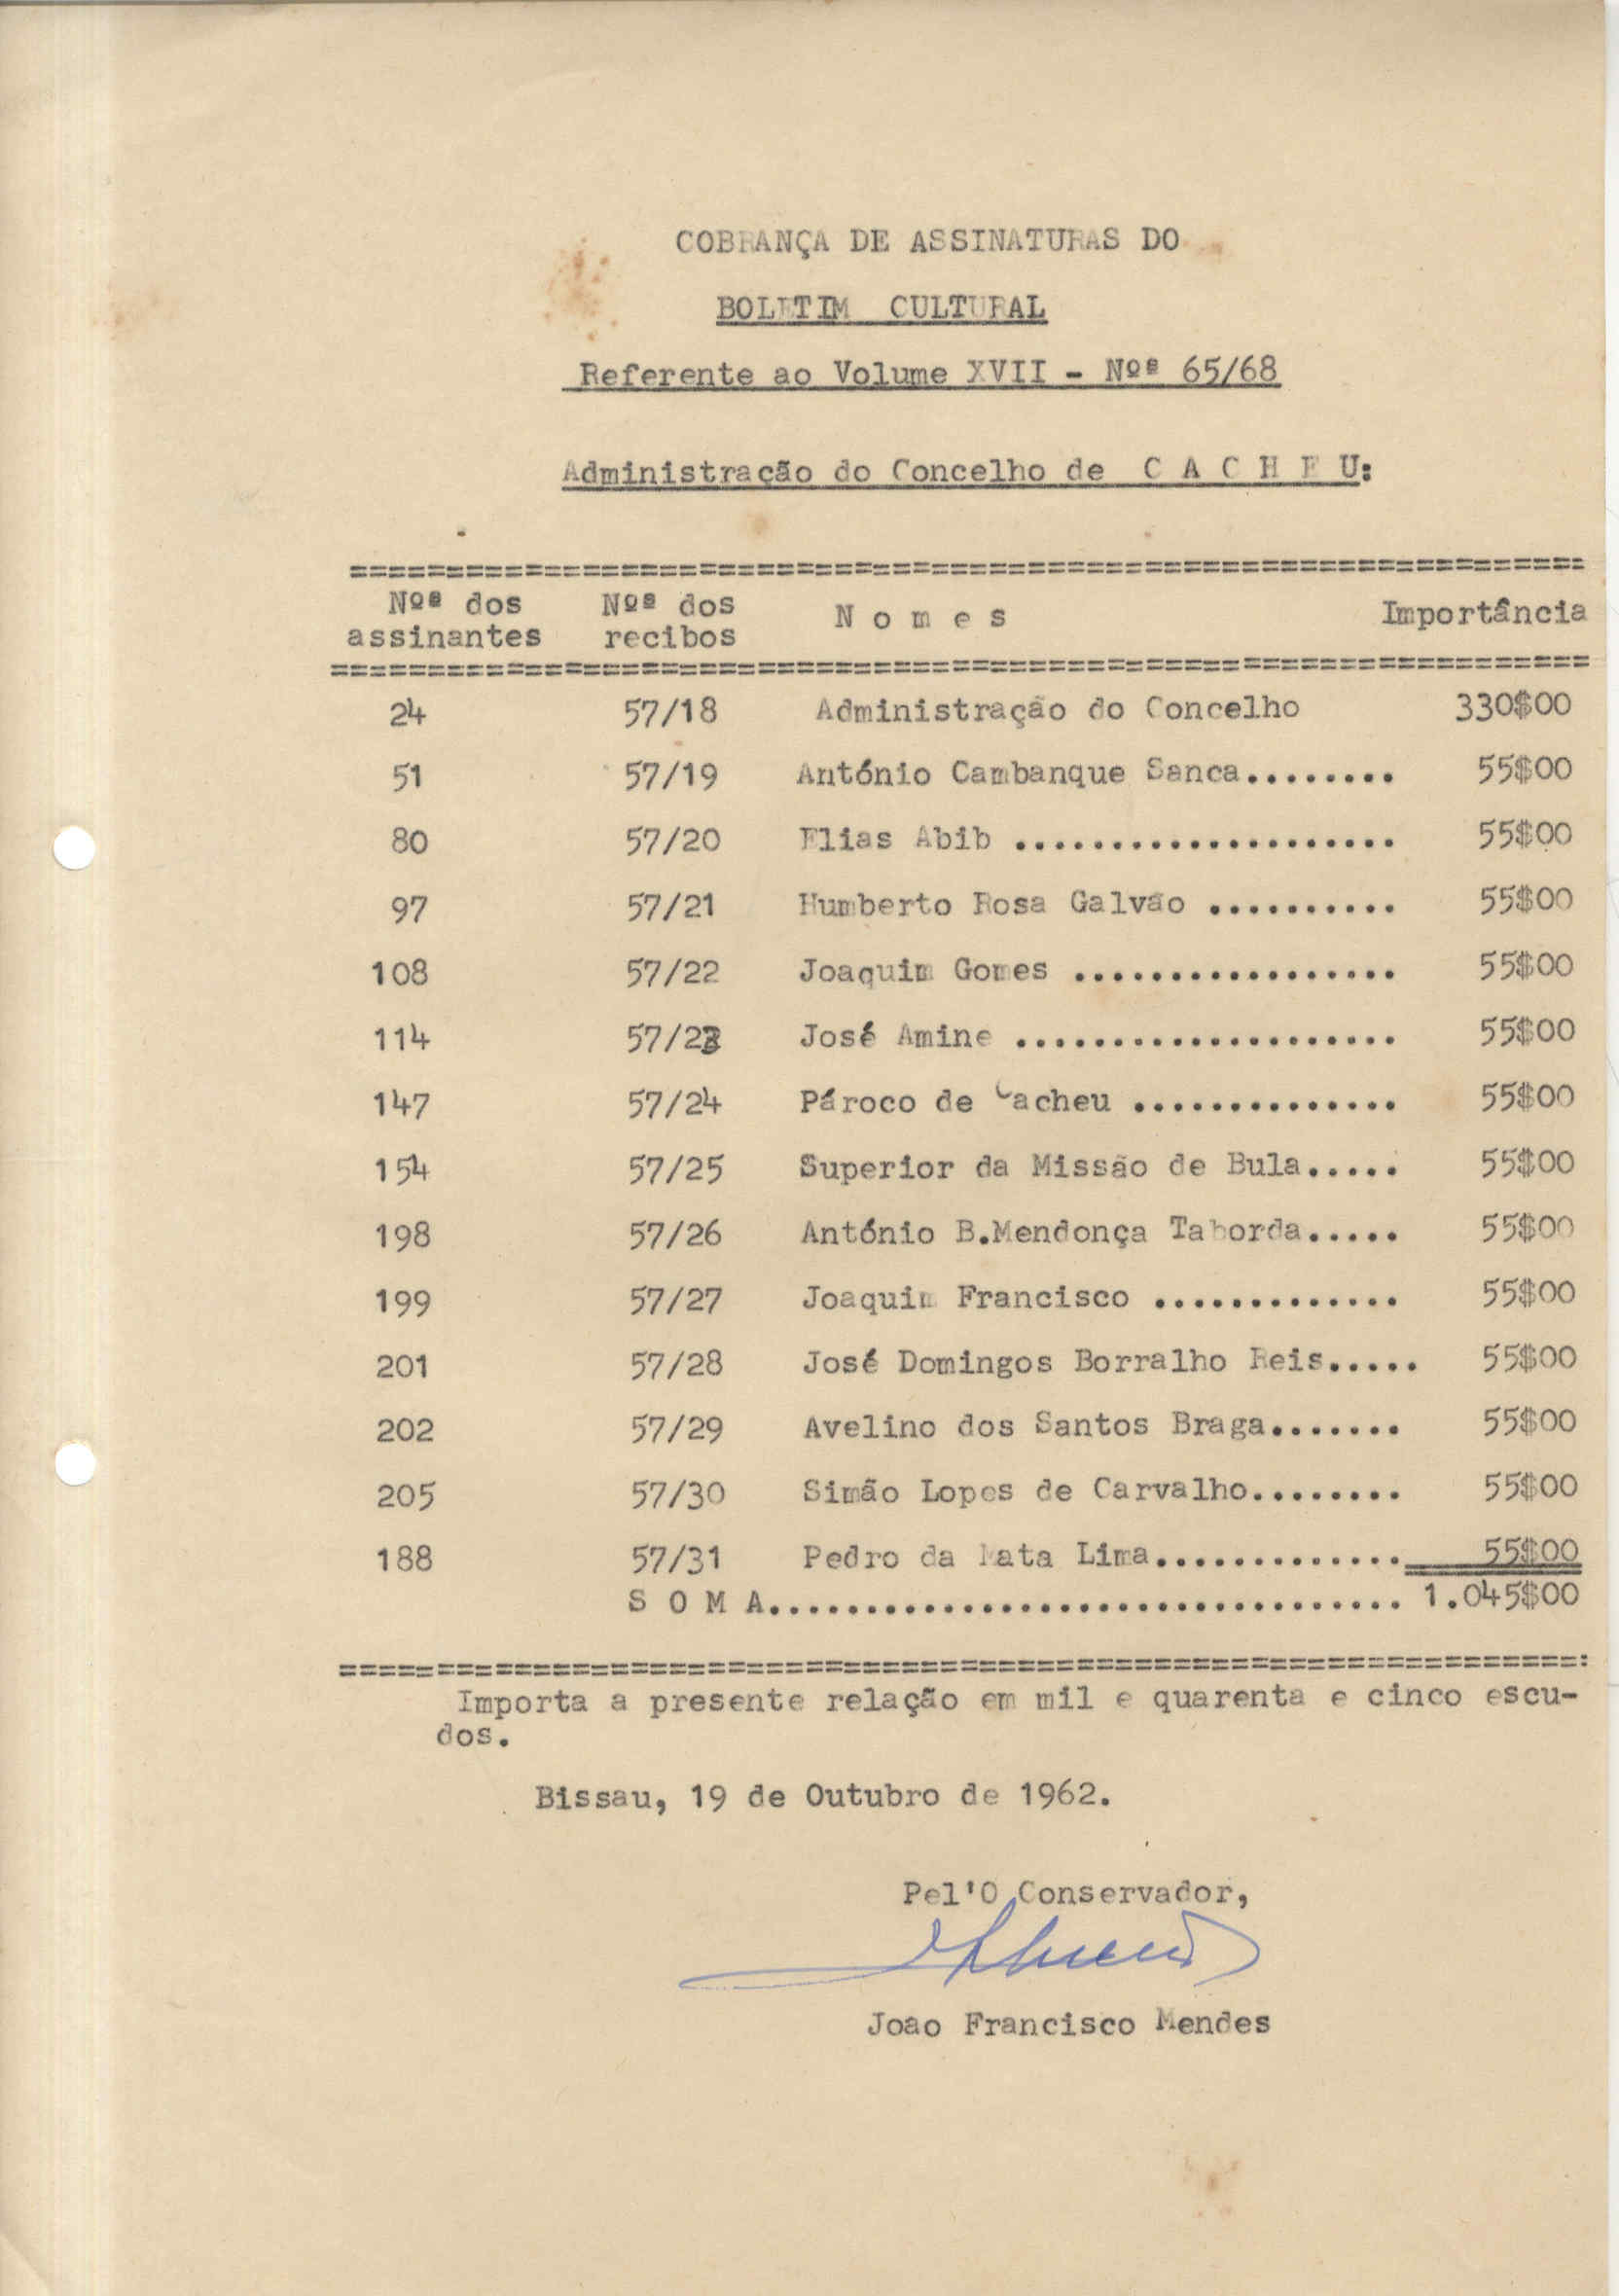 COBRANÇA DE ASSINATURAS DO
BOLETIM CULTURAL
Referente ao Volume XVII - Nºs 65/68
Administração do Concelho de C A C H E U:
==================================================
Nºs dos Nºs dos N o m e s Importância
assinantes recibos
==================================================
24 57/18 Administração do Concelho 330$00
51 57/19 António Cambanque Sanca........ 55$00
80 57/20 Elias Abib .................... 55$00
97 57/21 Humberto Rosa Galvão .......... 55$00
108 57/22 Joaquim Gomes ................. 55$00
114 57/23 José Amine .................... 55$00
147 57/24 Pároco de Cacheu .............. 55$00
154 57/25 Superior da Missão de Bula..... 55$00
198 57/26 António B.Mendonça Taborda..... 55$00
199 57/27 Joaquim Francisco ............. 55$00
201 57/28 José Domingos Borralho Reis..... 55$00
202 57/29 Avelino dos Santos Braga....... 55$00
205 57/30 Simão Lopes de Carvalho........ 55$00
188 57/31 Pedro da Mata Lima............. 55$00
S O M A................................. 1.045$00
==================================================
Importa a presente relação em mil e quarenta e cinco escu-
dos.
Bissau, 19 de Outubro de 1962.
Pel'O Conservador,
Joao Francisco Mendes